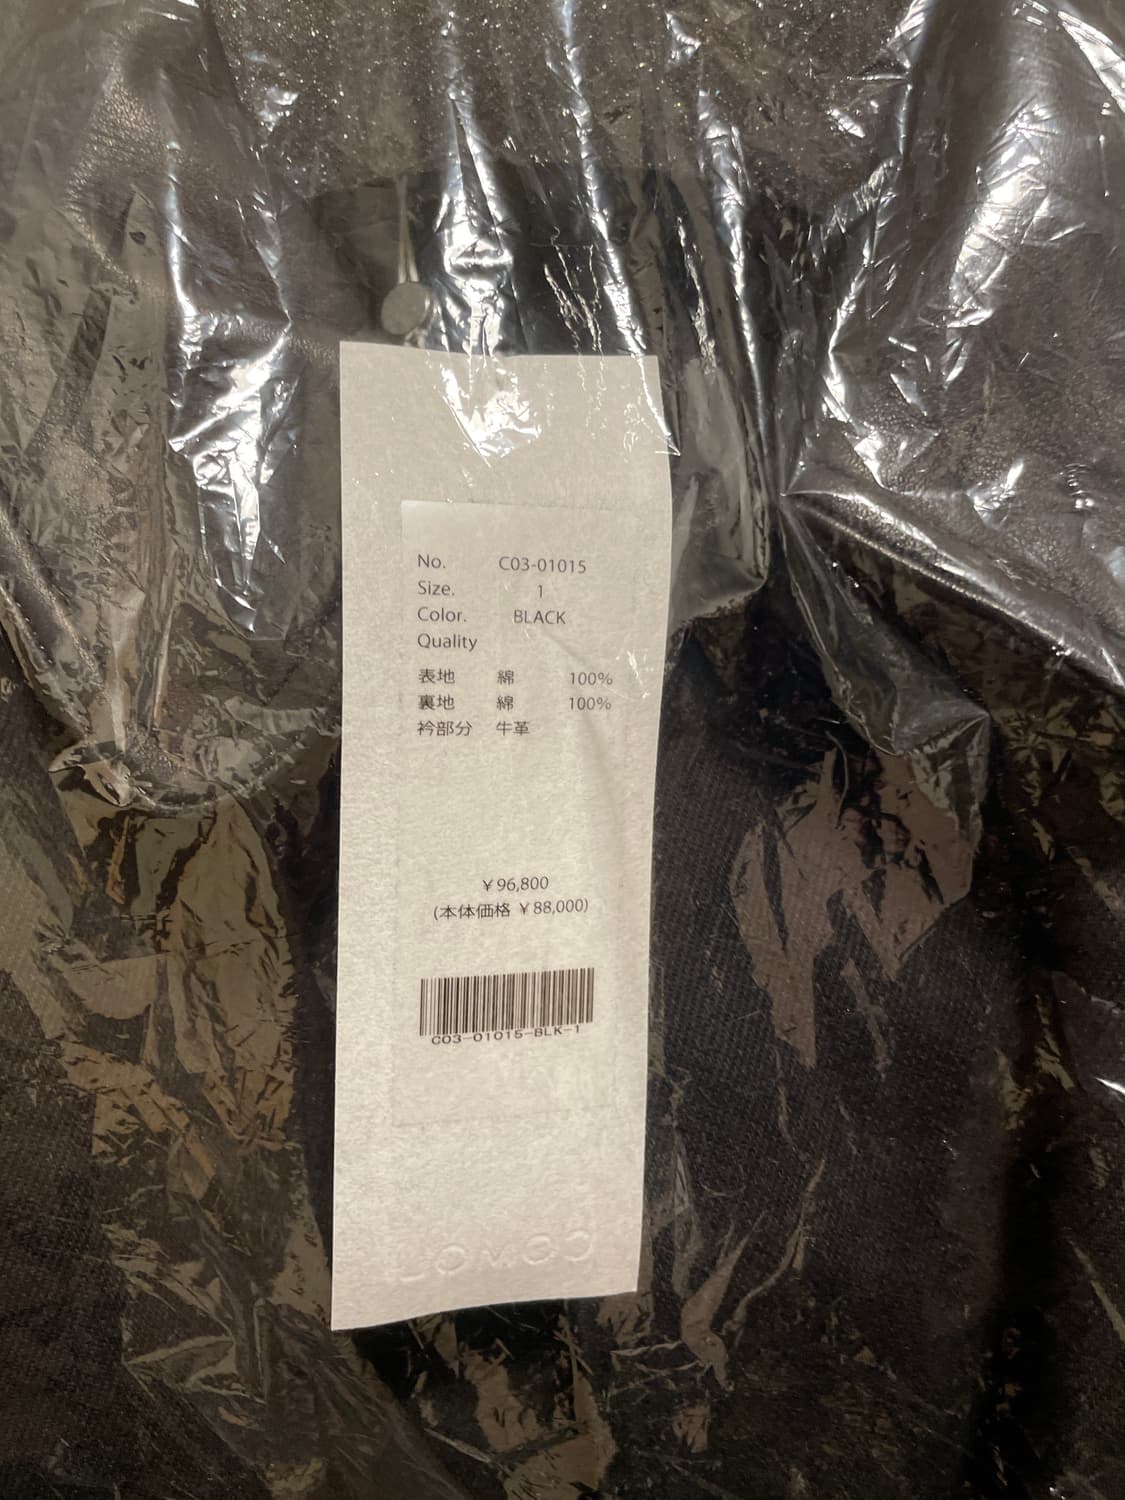 No. C03-01015
Size. 1
Color. BLACK
Quality
表地 綿 100%
裏地 綿 100%
衿部分 牛革
¥96,800
(本体価格 ¥88,000)
C03-01015-BLK-1